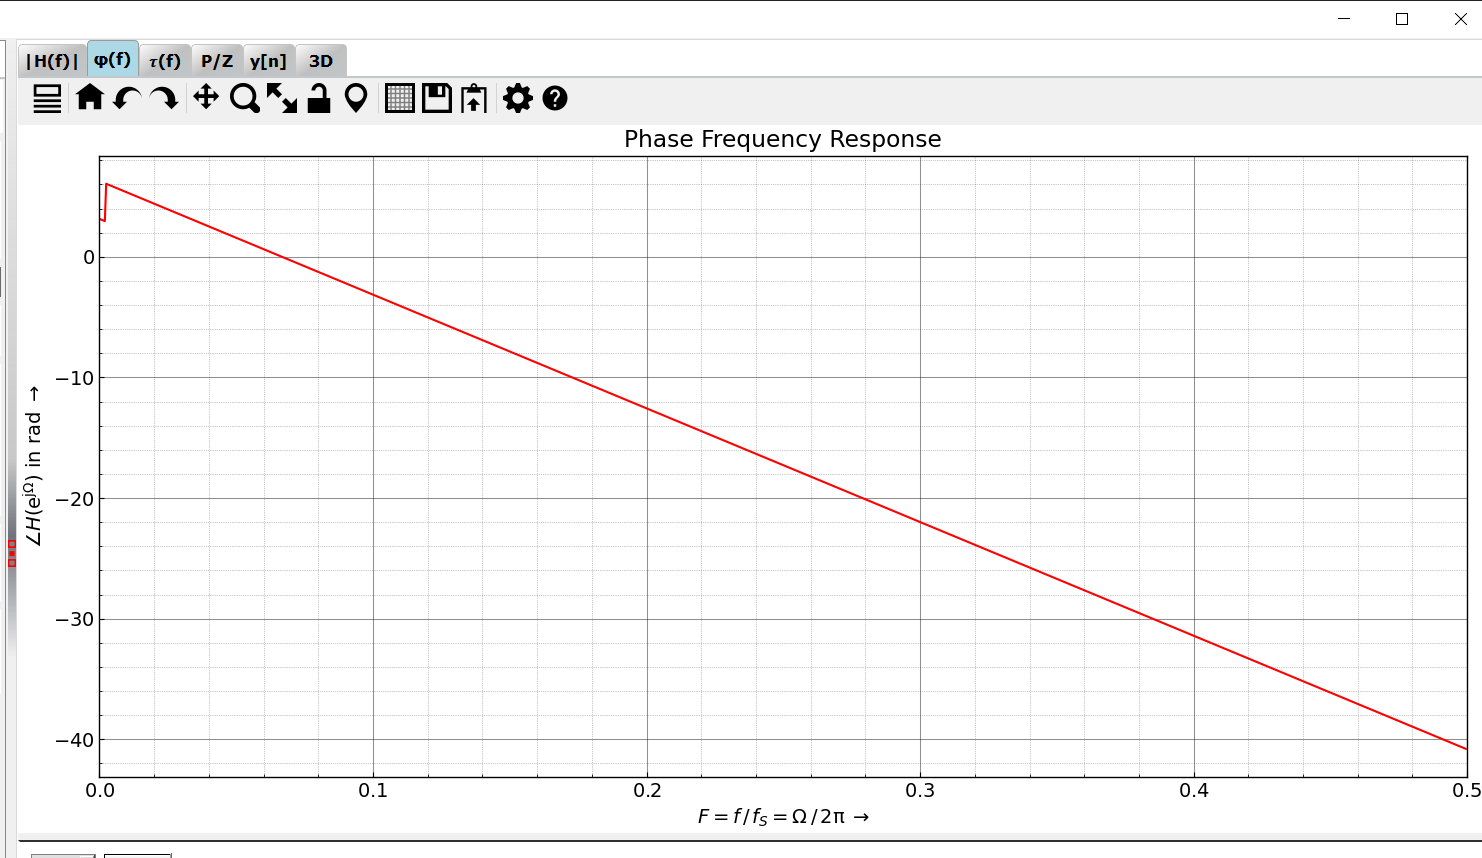 |H(f)| φ(f) τ(f) P/Z y[n] 3D
Phase Frequency Response
∠H(e^jΩ) in rad →
0
−10
−20
−30
−40
0.0 0.1 0.2 0.3 0.4 0.5
F = f / f_S = Ω / 2π →